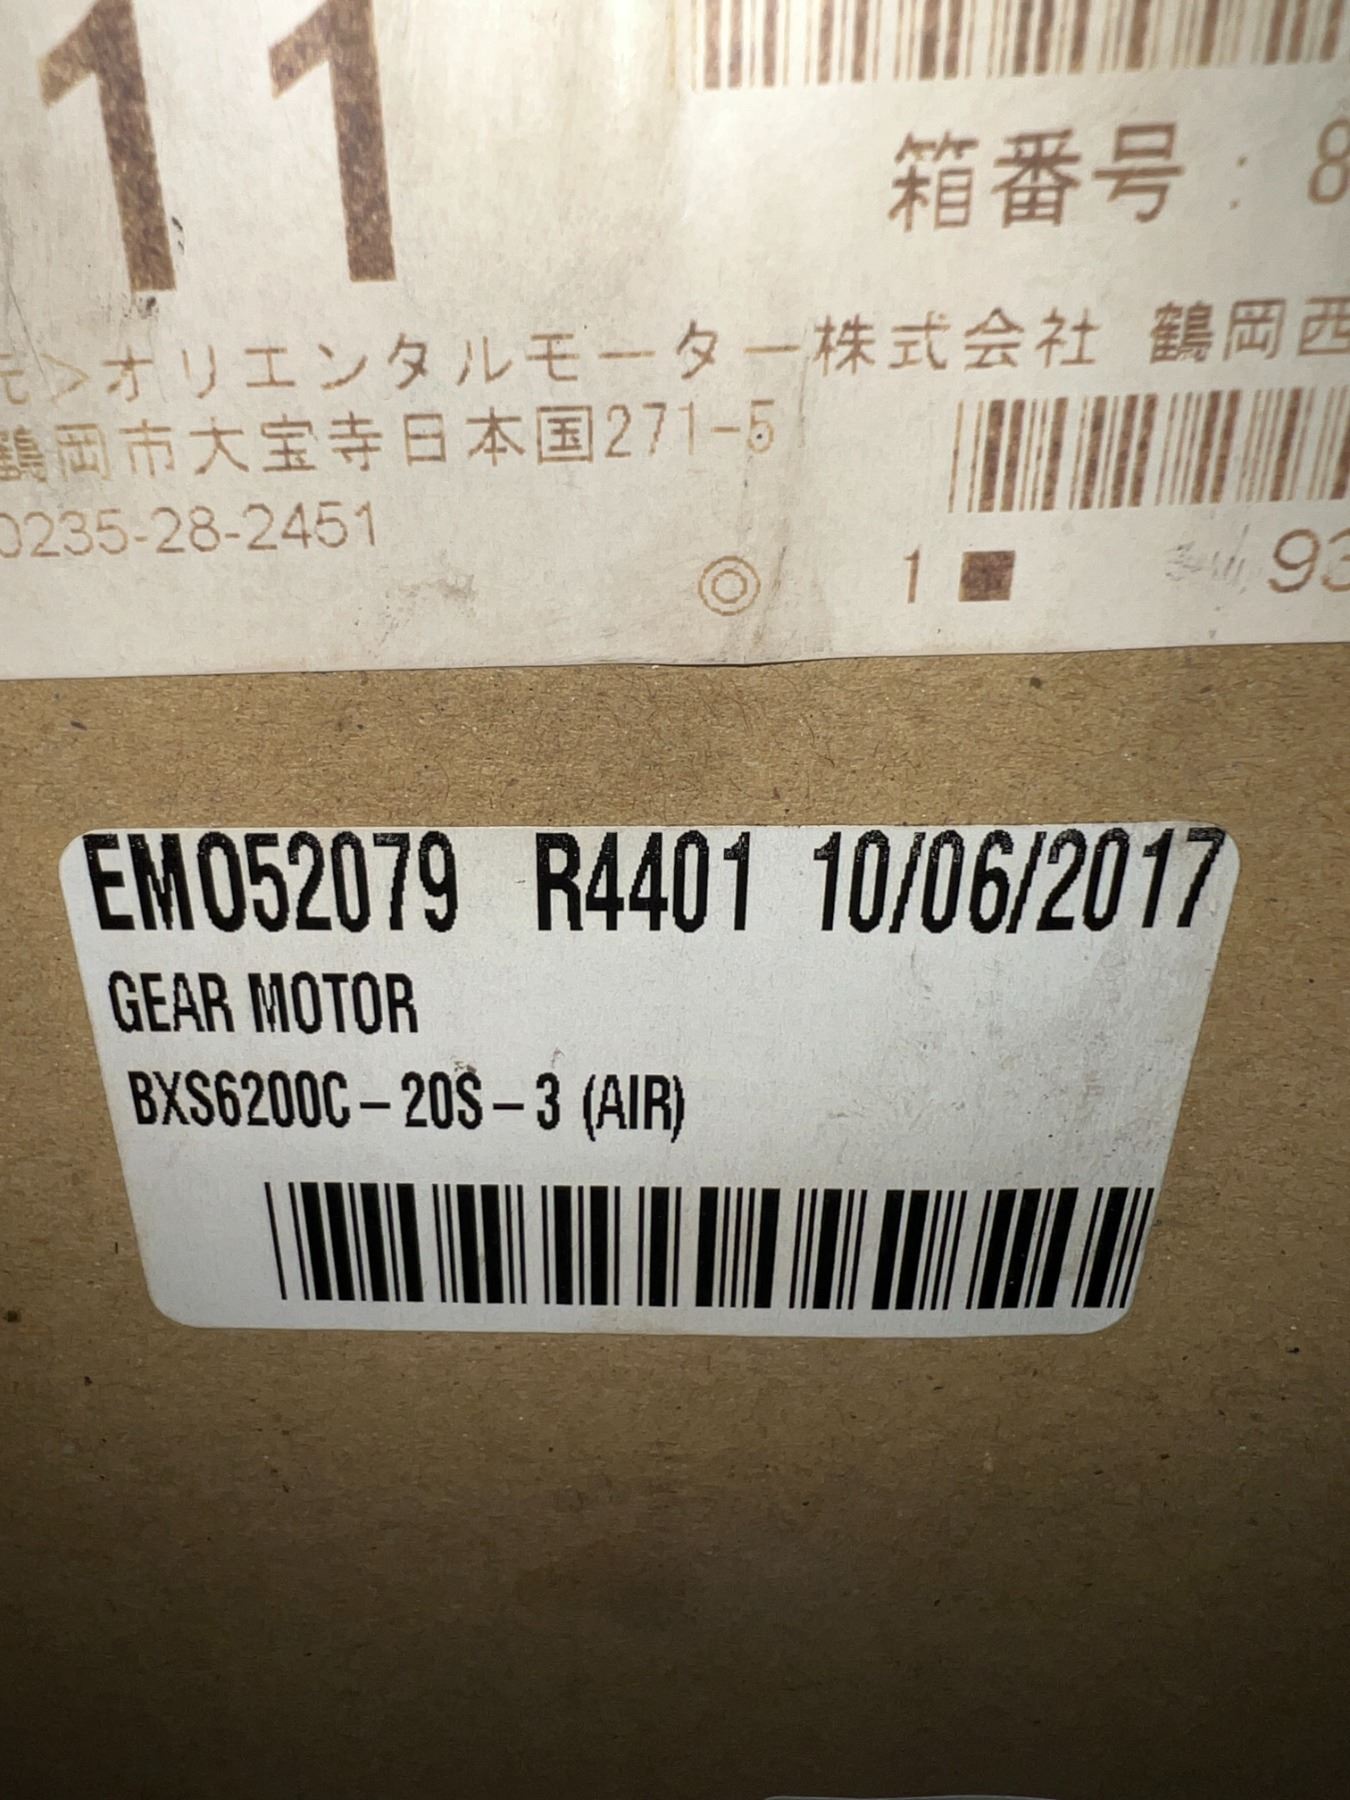 11
箱番号 : 8
元>オリエンタルモーター株式会社 鶴岡西
鶴岡市大宝寺日本国271-5
0235-28-2451
◎ 1 ■ 93
EMO52079 R4401 10/06/2017
GEAR MOTOR
BXS6200C-20S-3 (AIR)